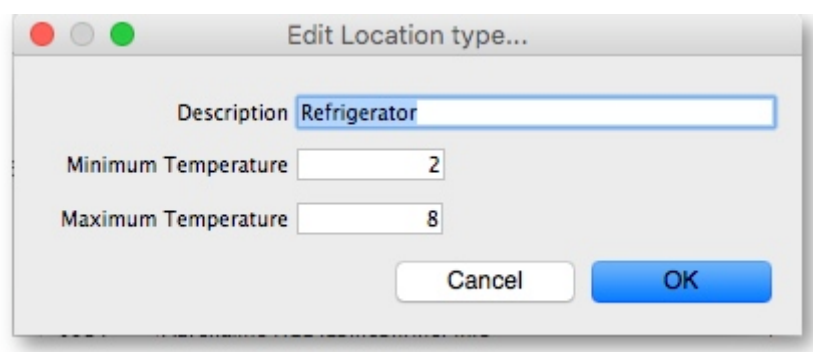 Edit Location type...
Description Refrigerator
Minimum Temperature 2
Maximum Temperature 8
Cancel OK